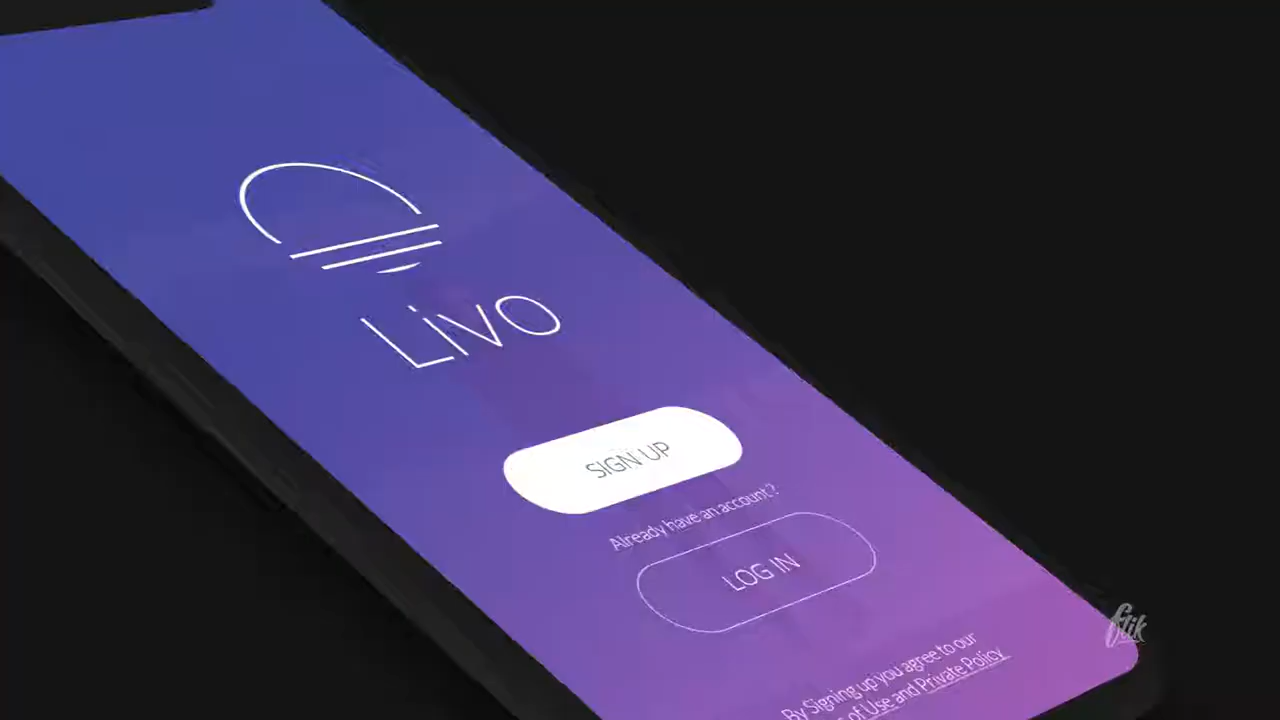 Livo
SIGN UP
Already have an account?
LOG IN
By Signing up you agree to our
of Use and Private Policy
flik